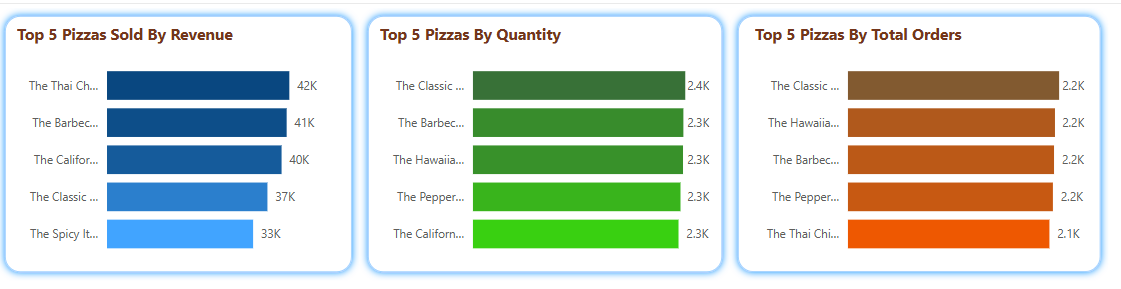 Top 5 Pizzas Sold By Revenue
The Thai Ch... 42K
The Barbec... 41K
The Califor... 40K
The Classic ... 37K
The Spicy It... 33K
Top 5 Pizzas By Quantity
The Classic ... 2.4K
The Barbec... 2.3K
The Hawaiia... 2.3K
The Pepper... 2.3K
The Californ... 2.3K
Top 5 Pizzas By Total Orders
The Classic ... 2.2K
The Hawaiia... 2.2K
The Barbec... 2.2K
The Pepper... 2.2K
The Thai Chi... 2.1K